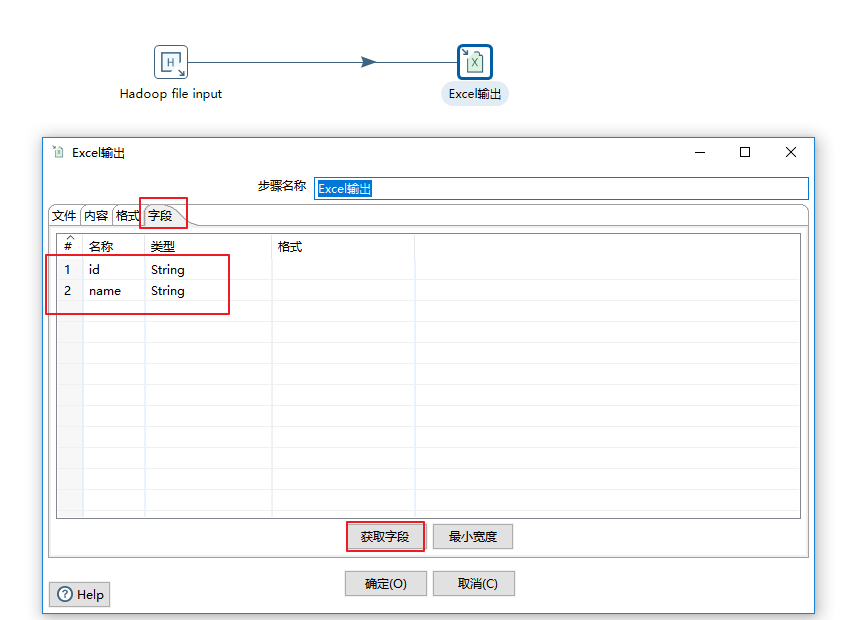 H
X
Hadoop file input
Excel输出
Excel输出
步骤名称 Excel输出
文件 内容 格式 字段
# 名称 类型 格式
1 id String
2 name String
获取字段 最小宽度
确定(O) 取消(C)
? Help